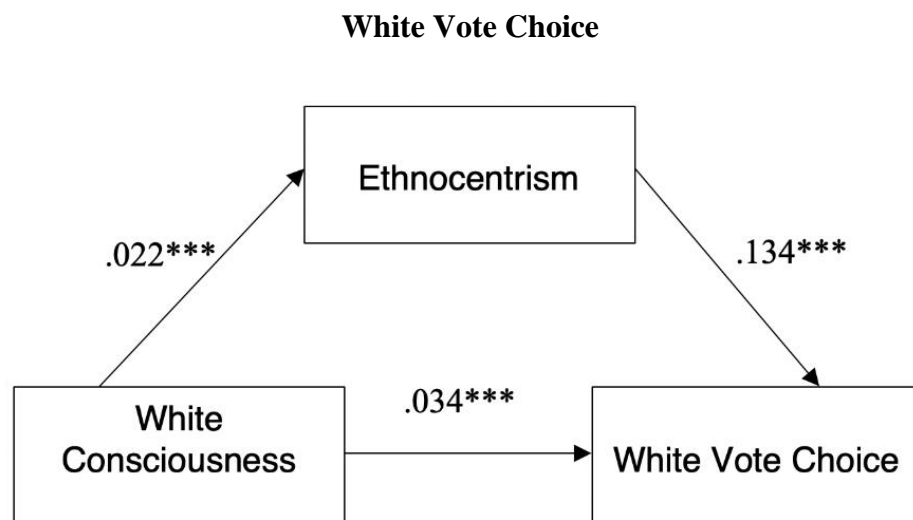 White Vote Choice
Ethnocentrism
.022***
.134***
.034***
White
Consciousness
White Vote Choice